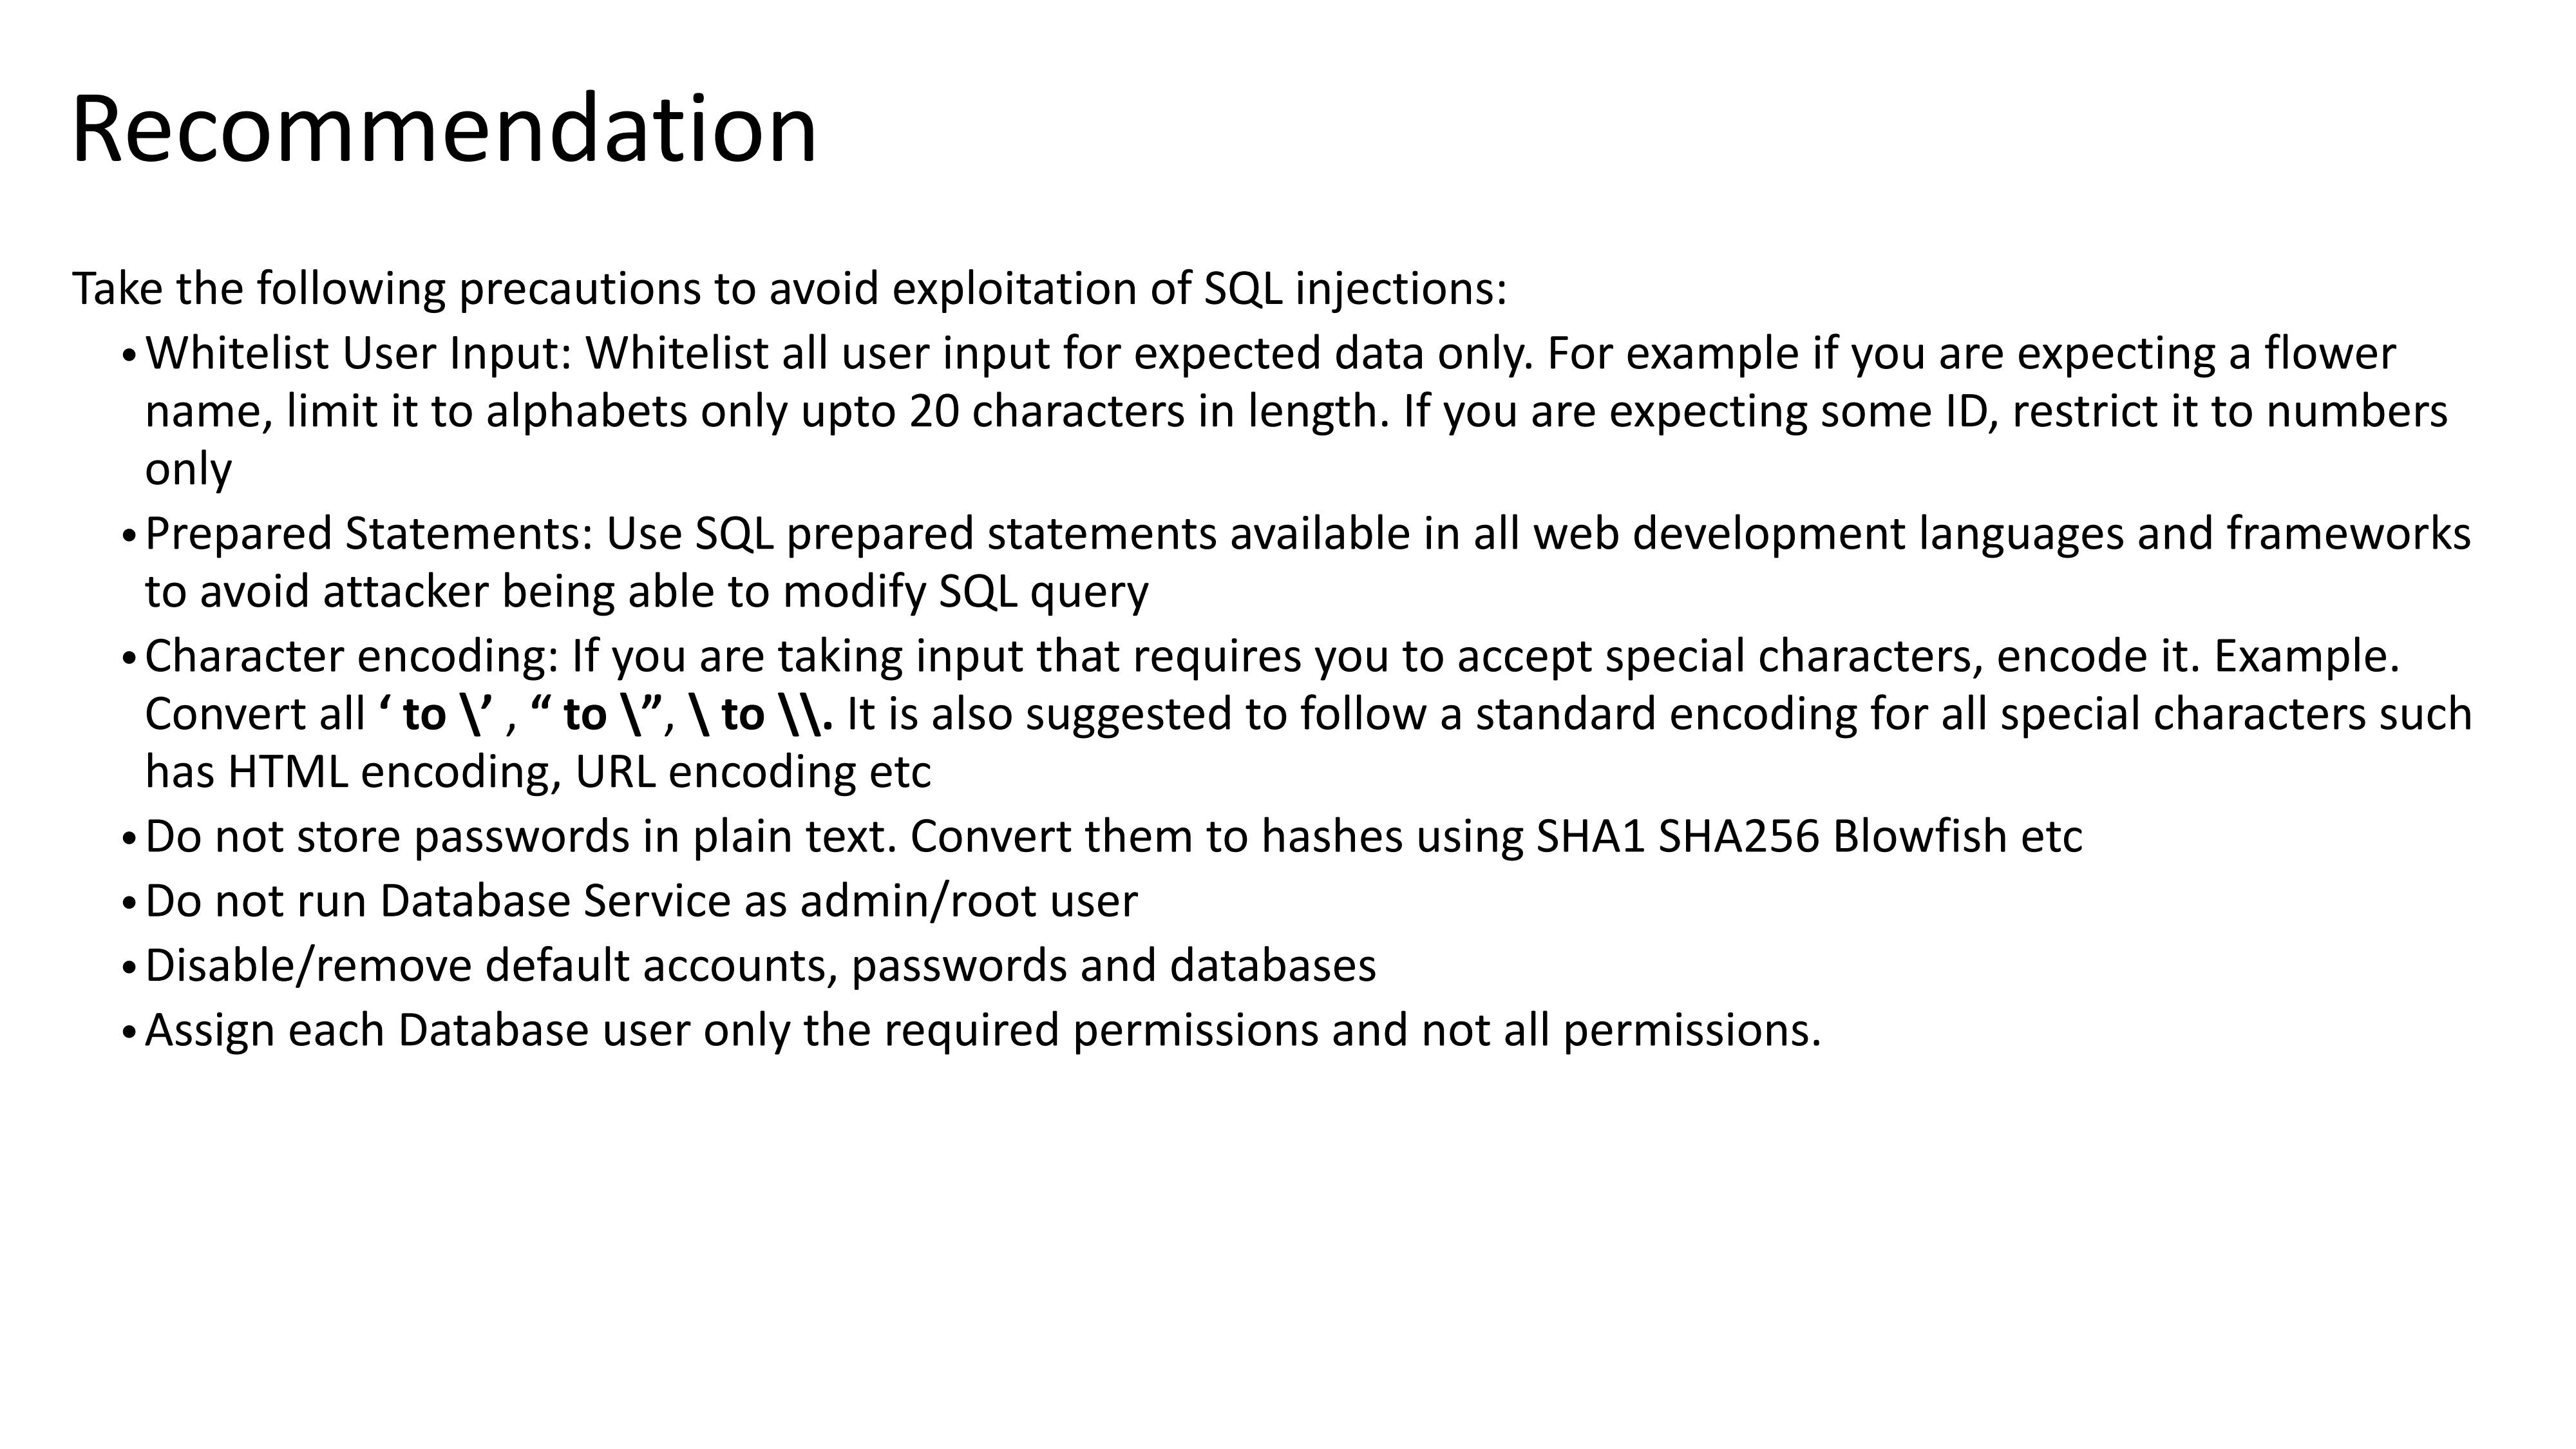 Recommendation
Take the following precautions to avoid exploitation of SQL injections:
• Whitelist User Input: Whitelist all user input for expected data only. For example if you are expecting a flower
name, limit it to alphabets only upto 20 characters in length. If you are expecting some ID, restrict it to numbers
only
• Prepared Statements: Use SQL prepared statements available in all web development languages and frameworks
to avoid attacker being able to modify SQL query
• Character encoding: If you are taking input that requires you to accept special characters, encode it. Example.
Convert all ‘ to \’ , “ to \”, \ to \\. It is also suggested to follow a standard encoding for all special characters such
has HTML encoding, URL encoding etc
• Do not store passwords in plain text. Convert them to hashes using SHA1 SHA256 Blowfish etc
• Do not run Database Service as admin/root user
• Disable/remove default accounts, passwords and databases
• Assign each Database user only the required permissions and not all permissions.